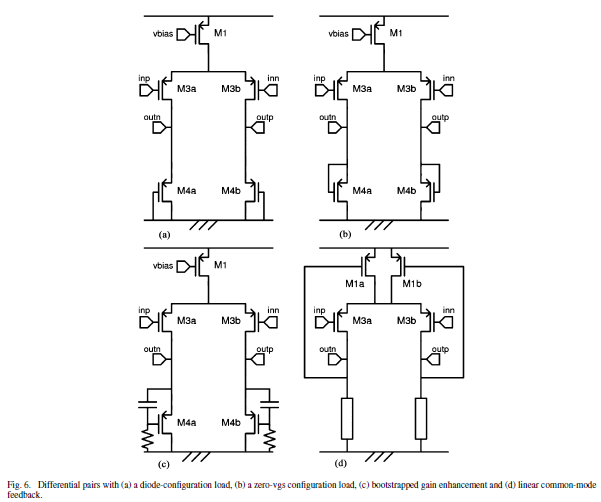 vbias M1 vbias M1
inp inn inp inn
M3a M3b M3a M3b
outn outp outn outp
M4a M4b M4a M4b
(a) (b)
vbias M1
M1a M1b
inp inn inp inn
M3a M3b M3a M3b
outn outp outn outp
M4a M4b
(c) (d)
Fig. 6. Differential pairs with (a) a diode-configuration load, (b) a zero-vgs configuration load, (c) bootstrapped gain enhancement and (d) linear common-mode
feedback.